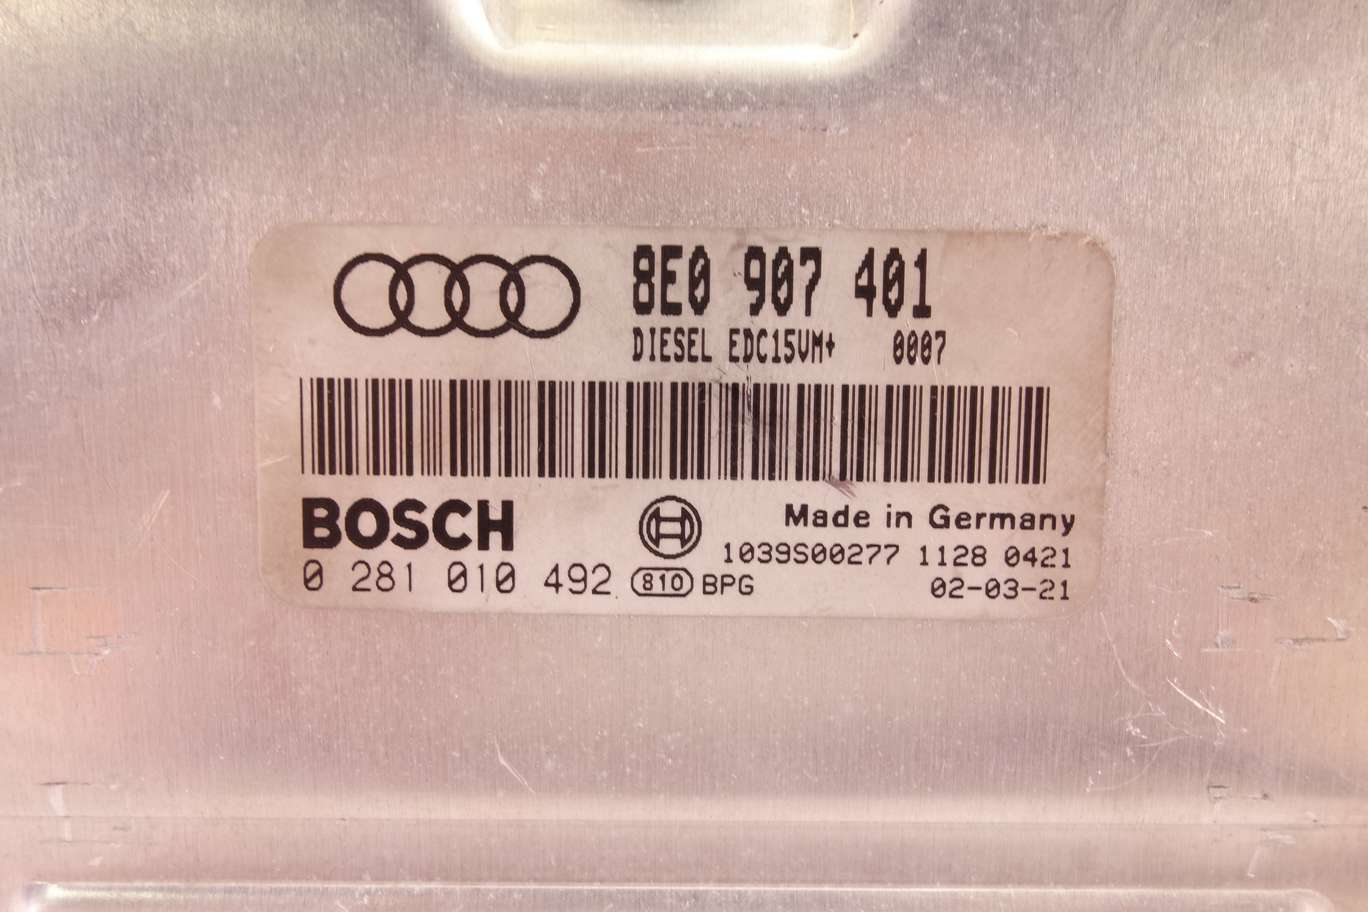 8E0 907 401
DIESEL EDC15VM+ 0007
BOSCH
Made in Germany
1039S00277 1128 0421
0 281 010 492 810 BPG 02-03-21